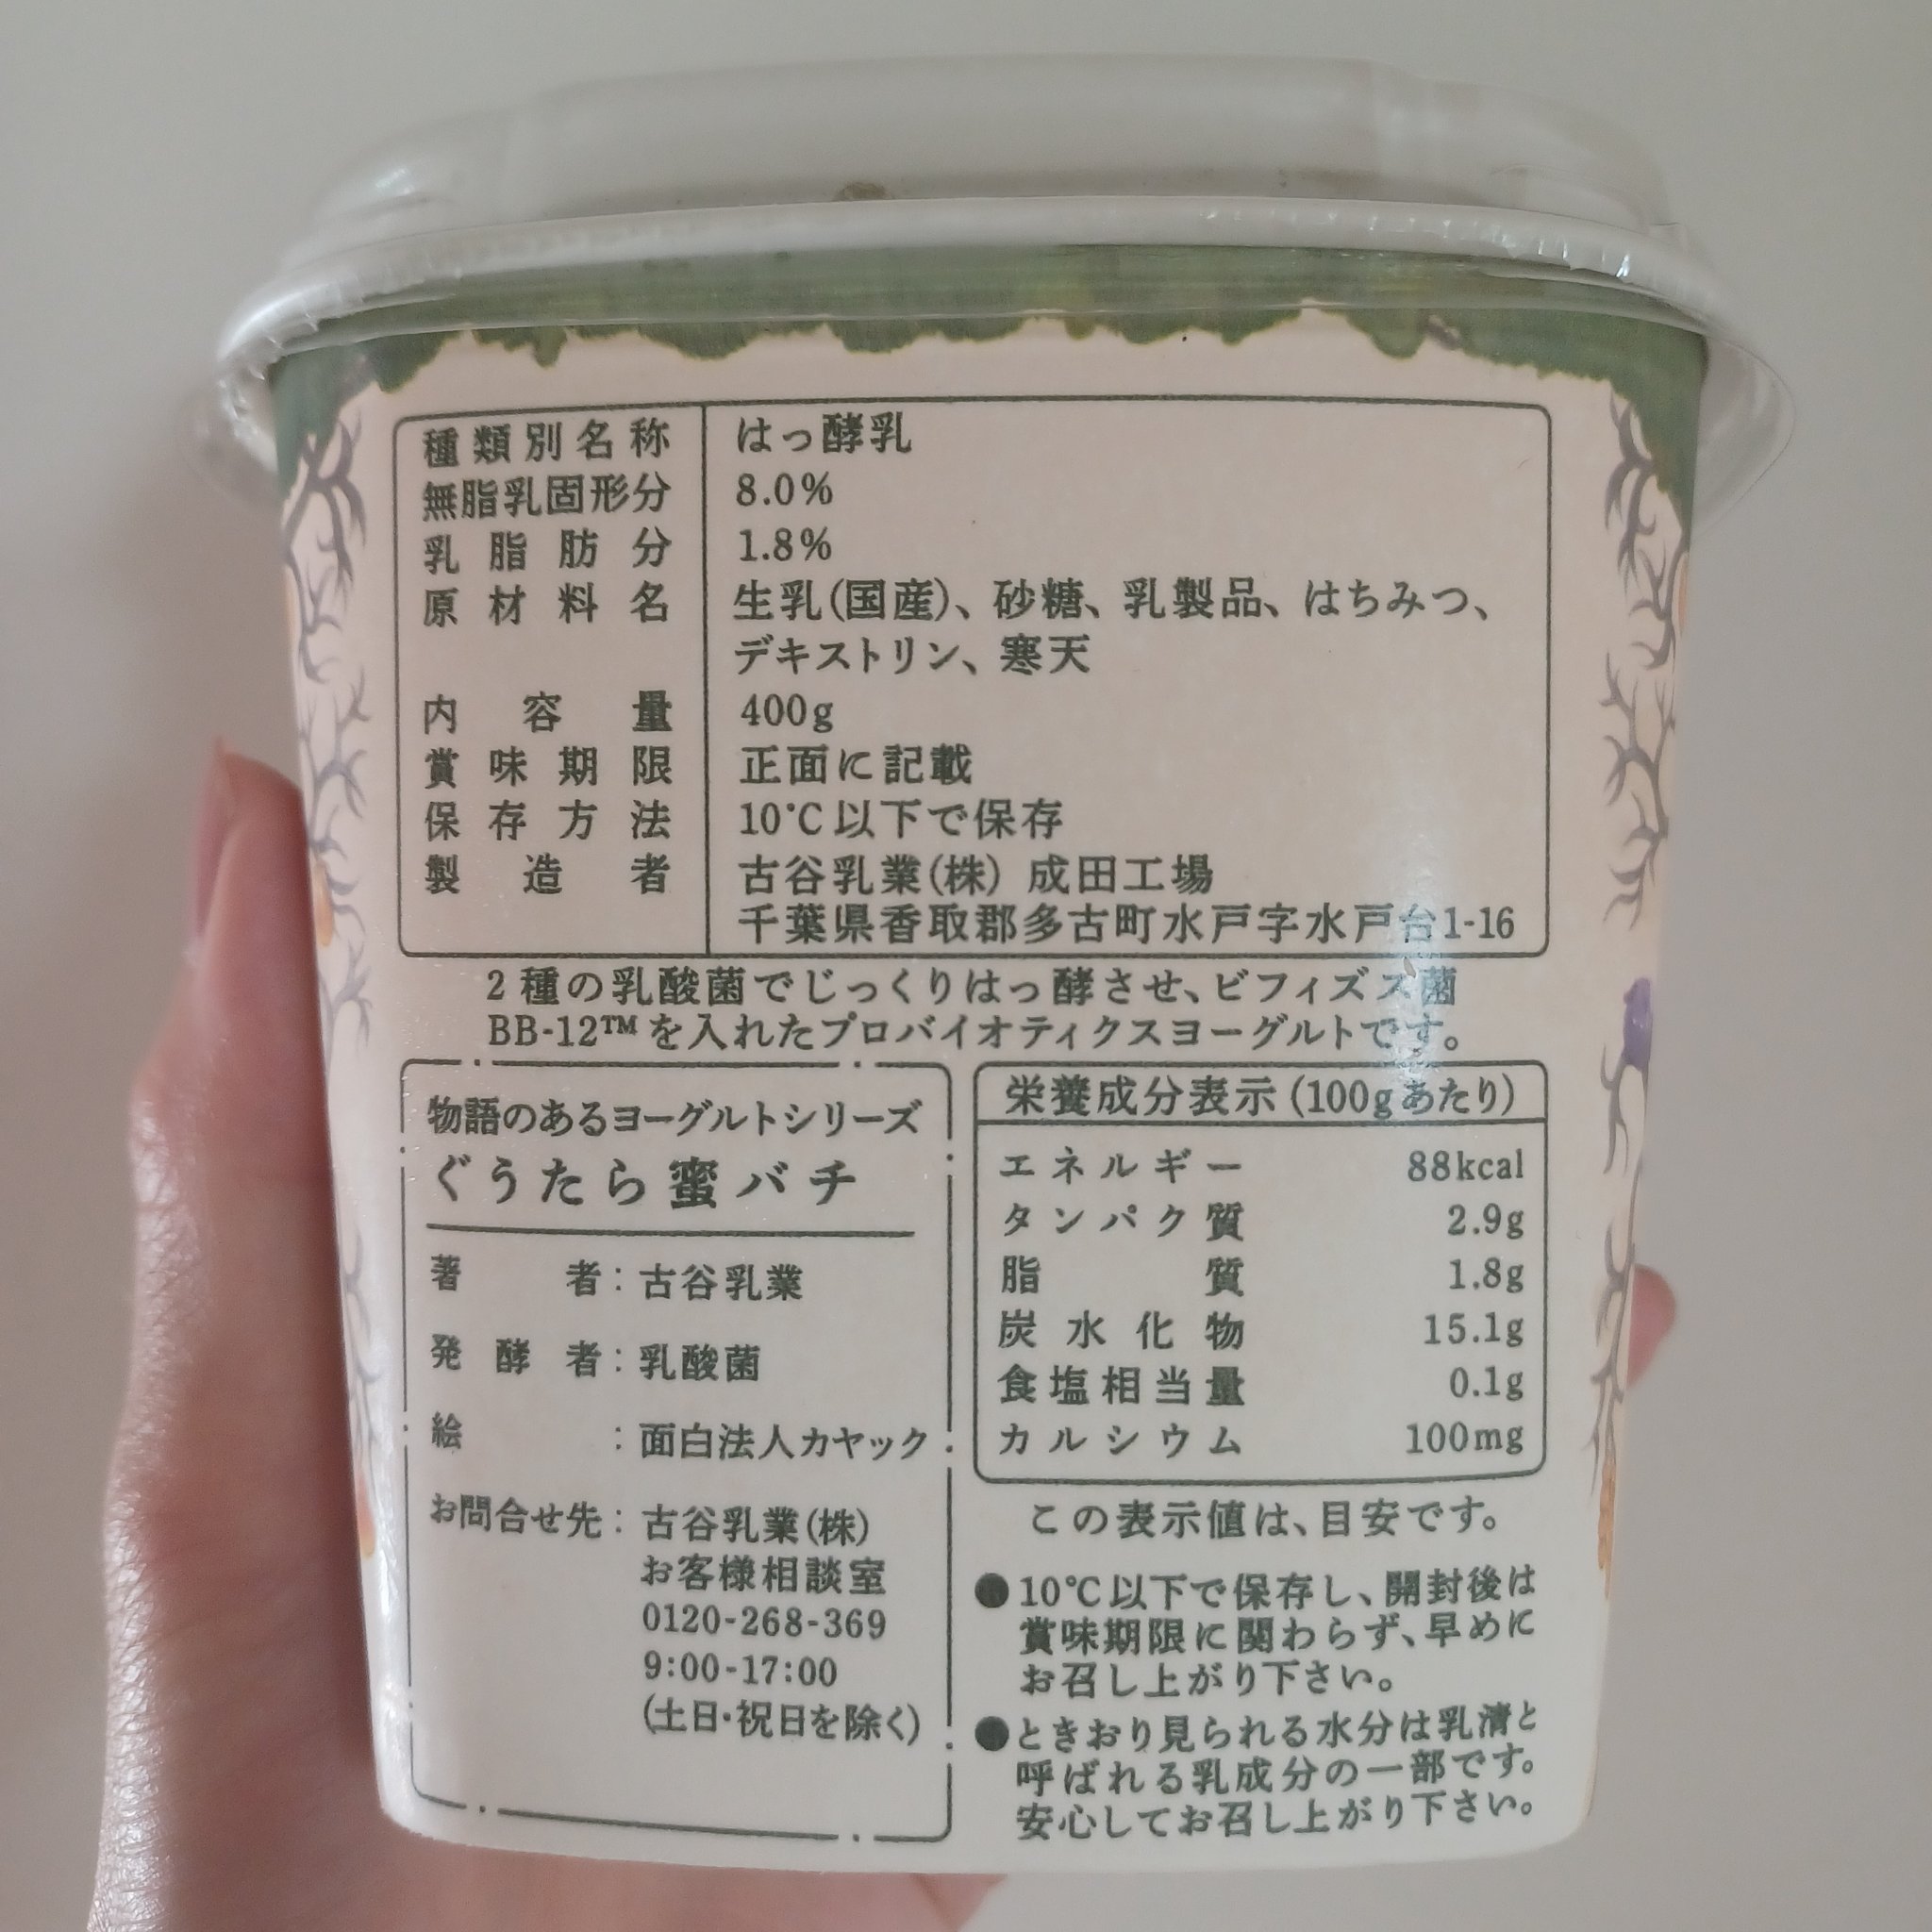 種類別名称 はっ酵乳
無脂乳固形分 8.0%
乳脂肪分 1.8%
原材料名 生乳(国産)、砂糖、乳製品、はちみつ、
デキストリン、寒天
内容量 400g
賞味期限 正面に記載
保存方法 10℃以下で保存
製造者 古谷乳業(株) 成田工場
千葉県香取郡多古町水戸字水戸台1-16
2種の乳酸菌でじっくりはっ酵させ、ビフィズス菌
BB-12™を入れたプロバイオティクスヨーグルトです。
物語のあるヨーグルトシリーズ
ぐうたら蜜バチ
著者:古谷乳業
発酵者:乳酸菌
絵:面白法人カヤック
お問合せ先:古谷乳業(株)
お客様相談室
0120-268-369
9:00-17:00
(土日・祝日を除く)
栄養成分表示(100gあたり)
エネルギー 88kcal
タンパク質 2.9g
脂質 1.8g
炭水化物 15.1g
食塩相当量 0.1g
カルシウム 100mg
この表示値は、目安です。
●10℃以下で保存し、開封後は
賞味期限に関わらず、早めに
お召し上がり下さい。
●ときおり見られる水分は乳清と
呼ばれる乳成分の一部です。
安心してお召し上がり下さい。